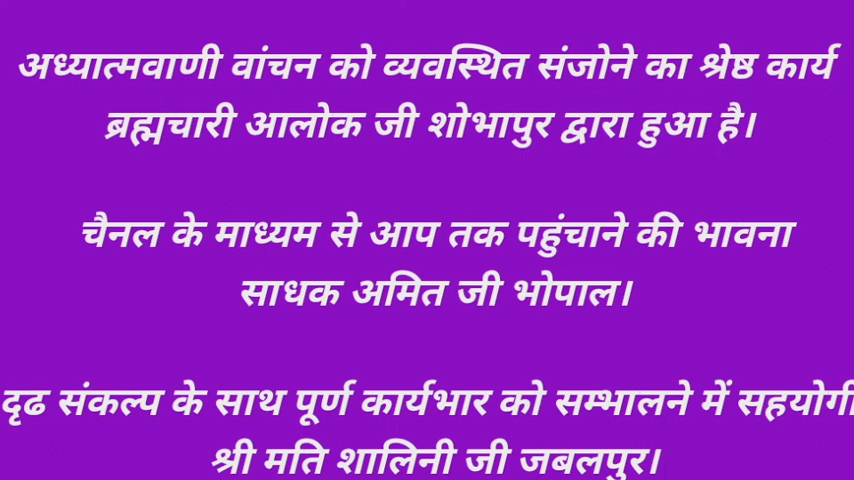 अध्यात्मवाणी वांचन को व्यवस्थित संजोने का श्रेष्ठ कार्य
ब्रह्मचारी आलोक जी शोभापुर द्वारा हुआ है।
चैनल के माध्यम से आप तक पहुंचाने की भावना
साधक अमित जी भोपाल।
दृढ संकल्प के साथ पूर्ण कार्यभार को सम्भालने में सहयोगी
श्री मति शालिनी जी जबलपुर।